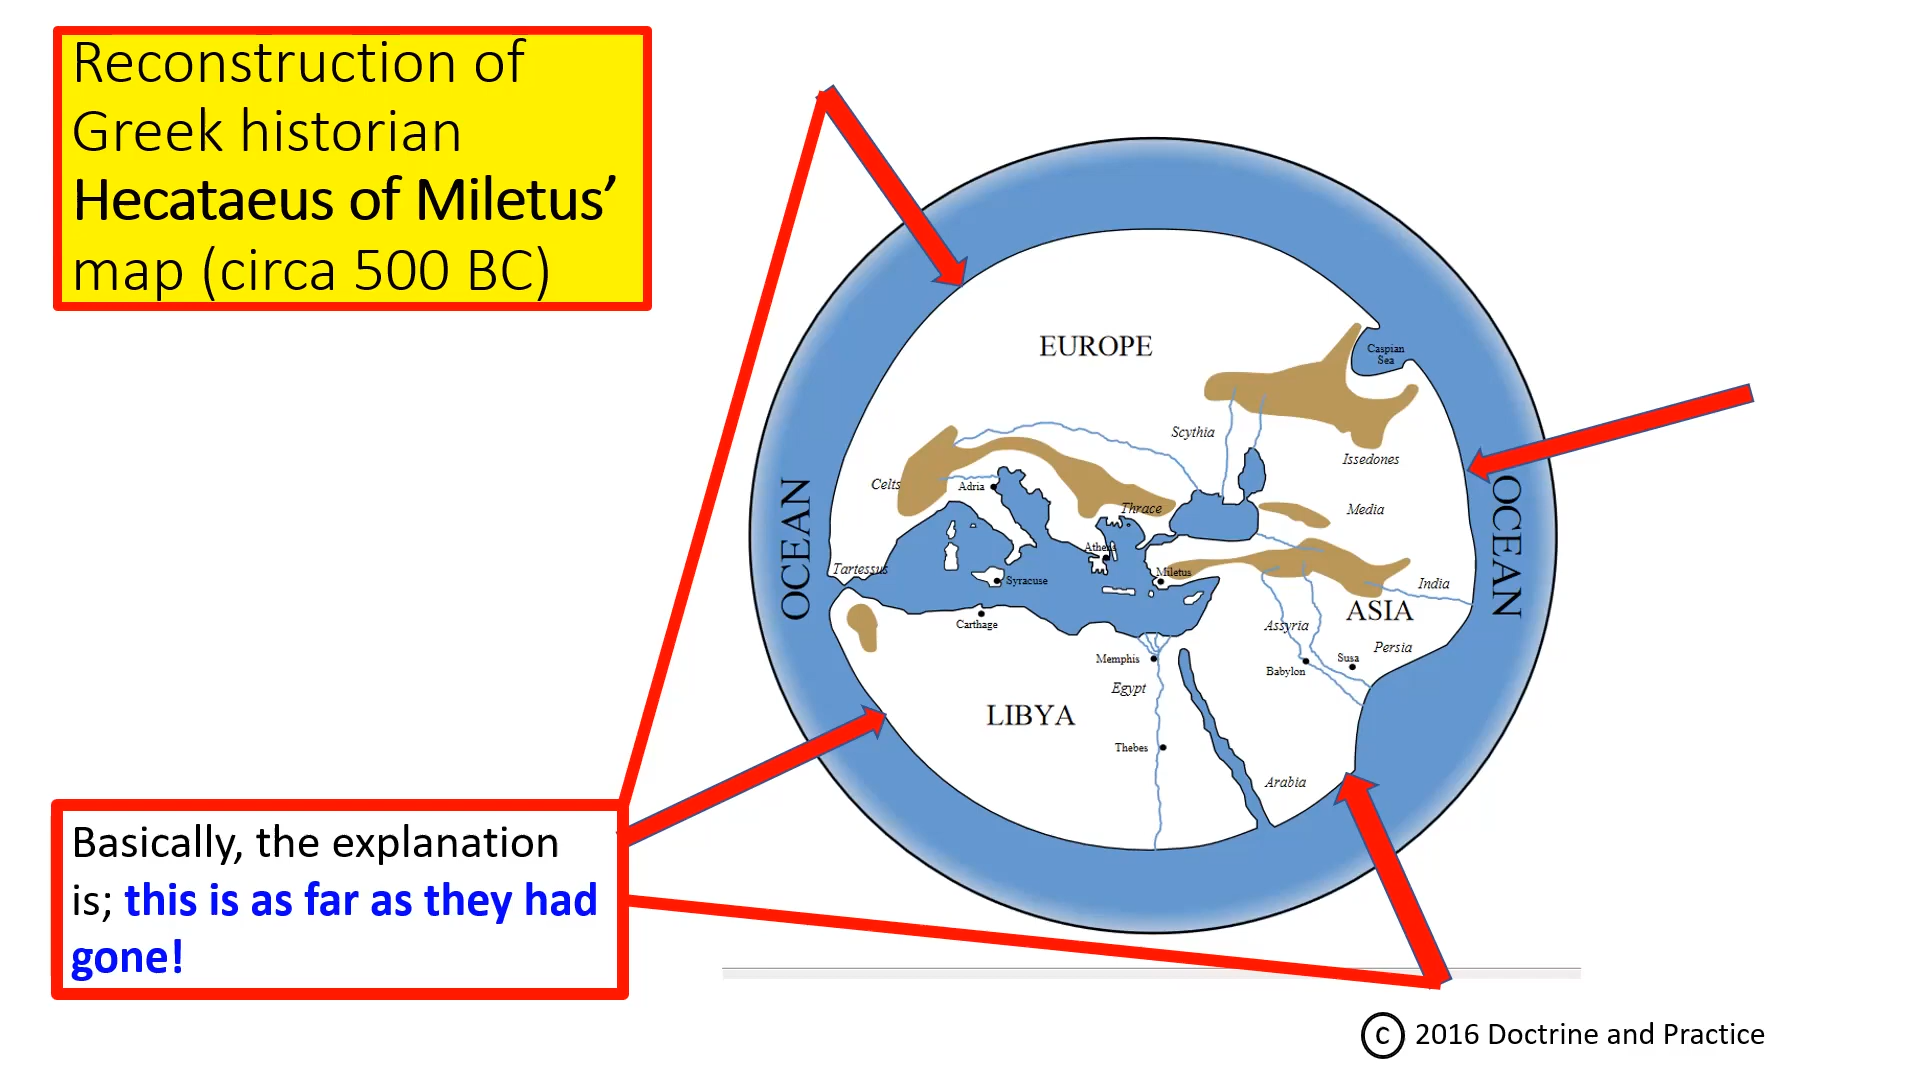 Reconstruction of
Greek historian
Hecataeus of Miletus’
map (circa 500 BC)
EUROPE
Caspian
Sea
Scythia
Issedones
Celts
Adria
Thrace
Media
OCEAN
OCEAN
Athens
Tartessus
Syracuse
Miletus
India
ASIA
Carthage
Assyria
Persia
Memphis
Susa
Babylon
Egypt
LIBYA
Thebes
Arabia
Basically, the explanation
is; this is as far as they had
gone!
© 2016 Doctrine and Practice